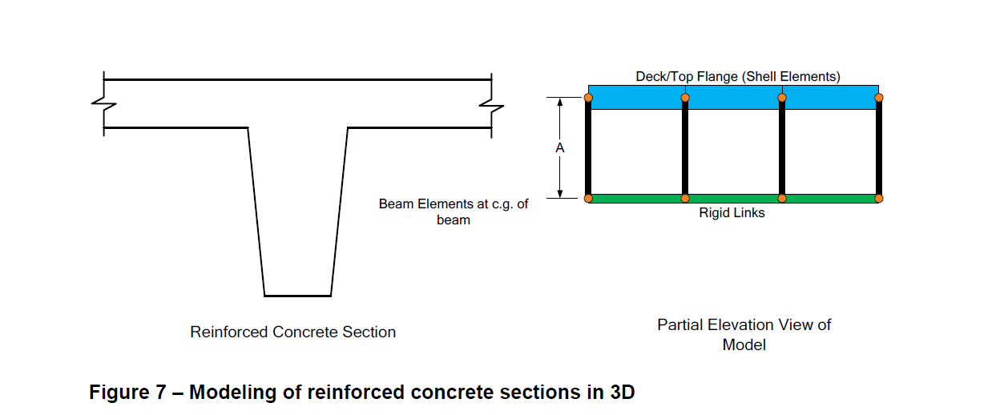 Deck/Top Flange (Shell Elements)
A
Beam Elements at c.g. of
beam
Rigid Links
Reinforced Concrete Section
Partial Elevation View of
Model
Figure 7 – Modeling of reinforced concrete sections in 3D